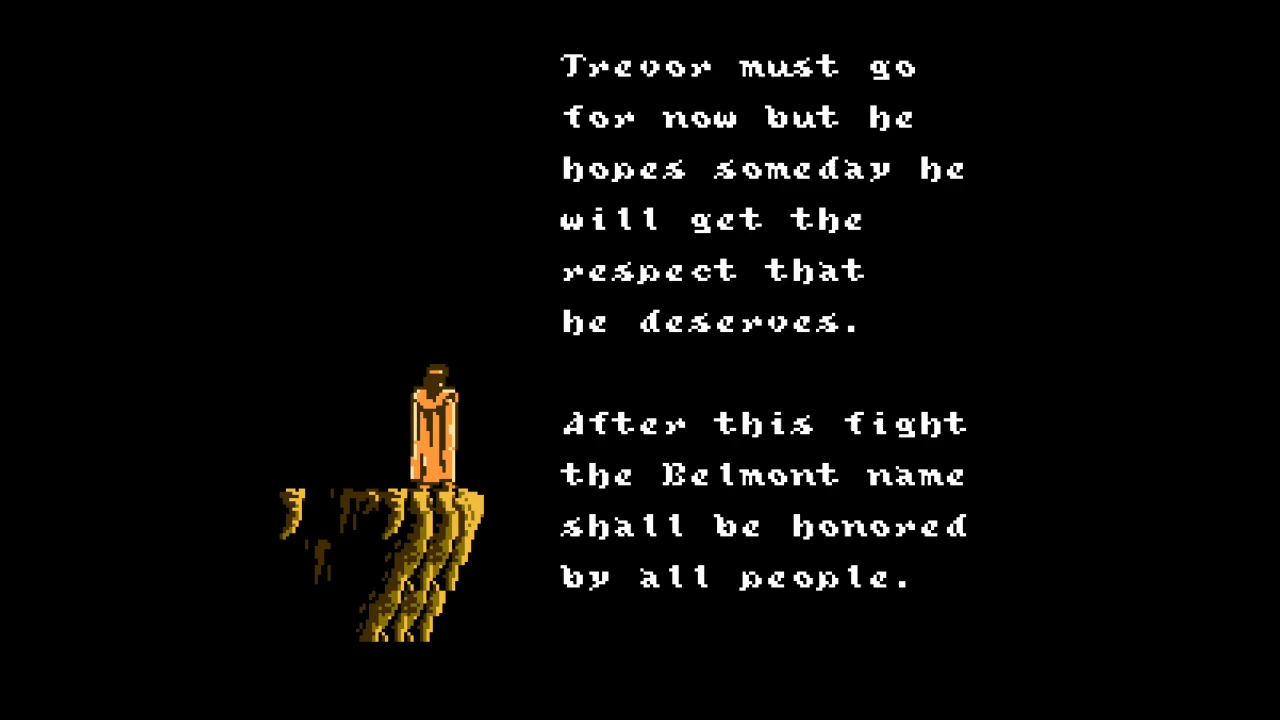 Trevor must go
for now but he
hopes someday he
will get the
respect that
he deserves.
After this fight
the Belmont name
shall be honored
by all people.